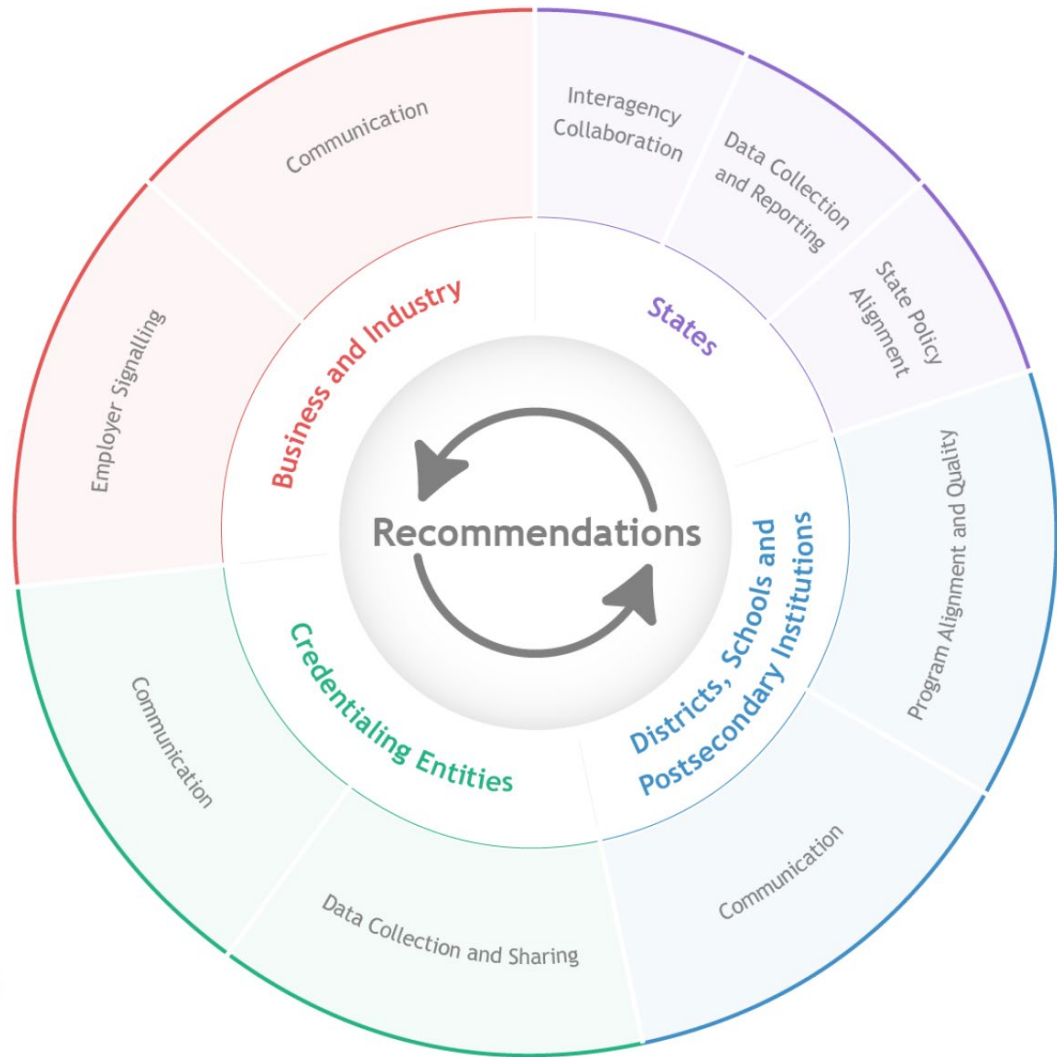 Communication
Interagency
Collaboration
Data Collection
and Reporting
State Policy
Alignment
Employer Signalling
Business and Industry
States
Program Alignment and Quality
Recommendations
Districts, Schools and
Postsecondary Institutions
Credentialing Entities
Communication
Data Collection and Sharing
Communication